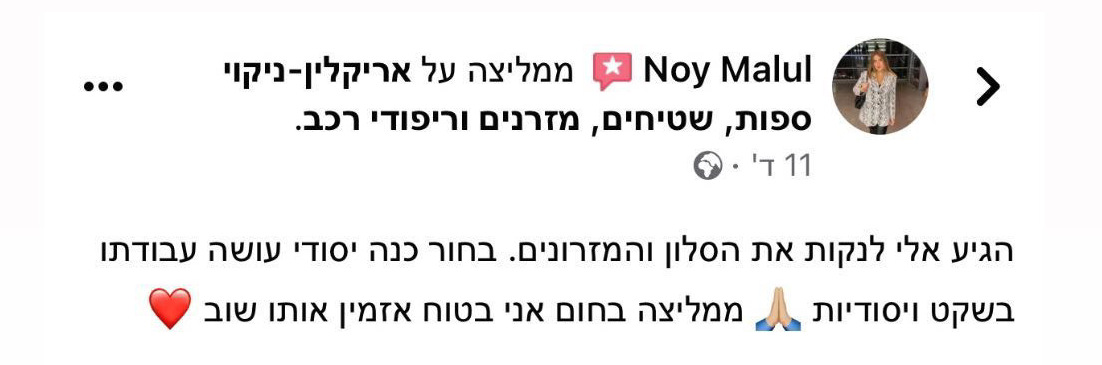 Noy Malul ממליצה על אריקלין-ניקוי
ספות, שטיחים, מזרנים וריפודי רכב.
11 ד' ·
הגיע אלי לנקות את הסלון והמזרונים. בחור כנה יסודי עושה עבודתו
בשקט ויסודיות 🙏🏼 ממליצה בחום אני בטוח אזמין אותו שוב ❤️